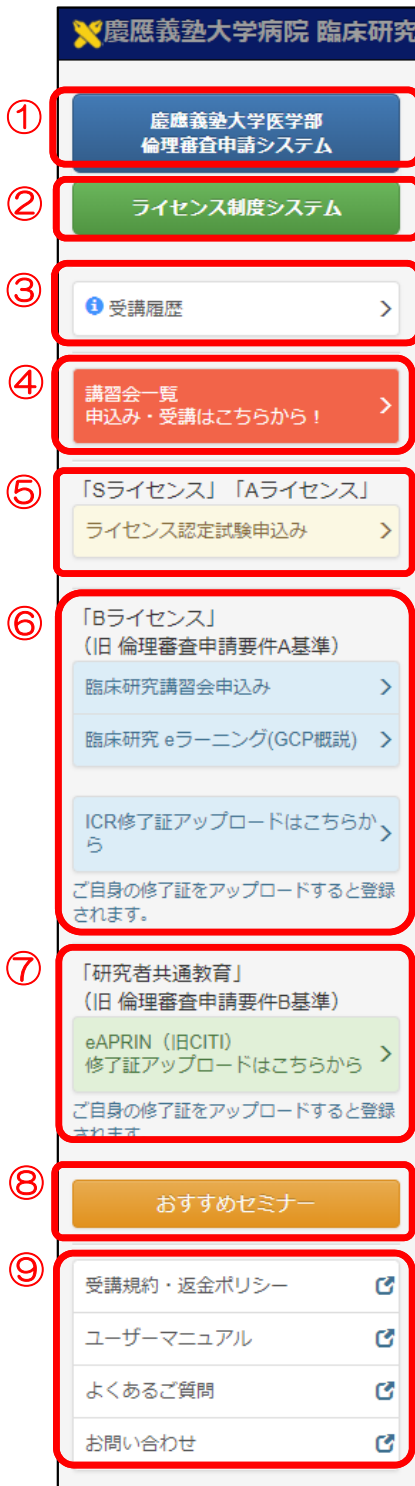 慶應義塾大学病院 臨床研究
①
慶應義塾大学医学部
倫理審査申請システム
②
ライセンス制度システム
③
受講履歴
④
講習会一覧
申込み・受講はこちらから！
⑤
「Sライセンス」「Aライセンス」
ライセンス認定試験申込み
⑥
「Bライセンス」
（旧 倫理審査申請要件A基準）
臨床研究講習会申込み
臨床研究 eラーニング(GCP概説)
ICR修了証アップロードはこちらか
ら
ご自身の修了証をアップロードすると登録
されます。
⑦
「研究者共通教育」
（旧 倫理審査申請要件B基準）
eAPRIN（旧CITI）
修了証アップロードはこちらから
ご自身の修了証をアップロードすると登録
されます
⑧
おすすめセミナー
⑨
受講規約・返金ポリシー
ユーザーマニュアル
よくあるご質問
お問い合わせ